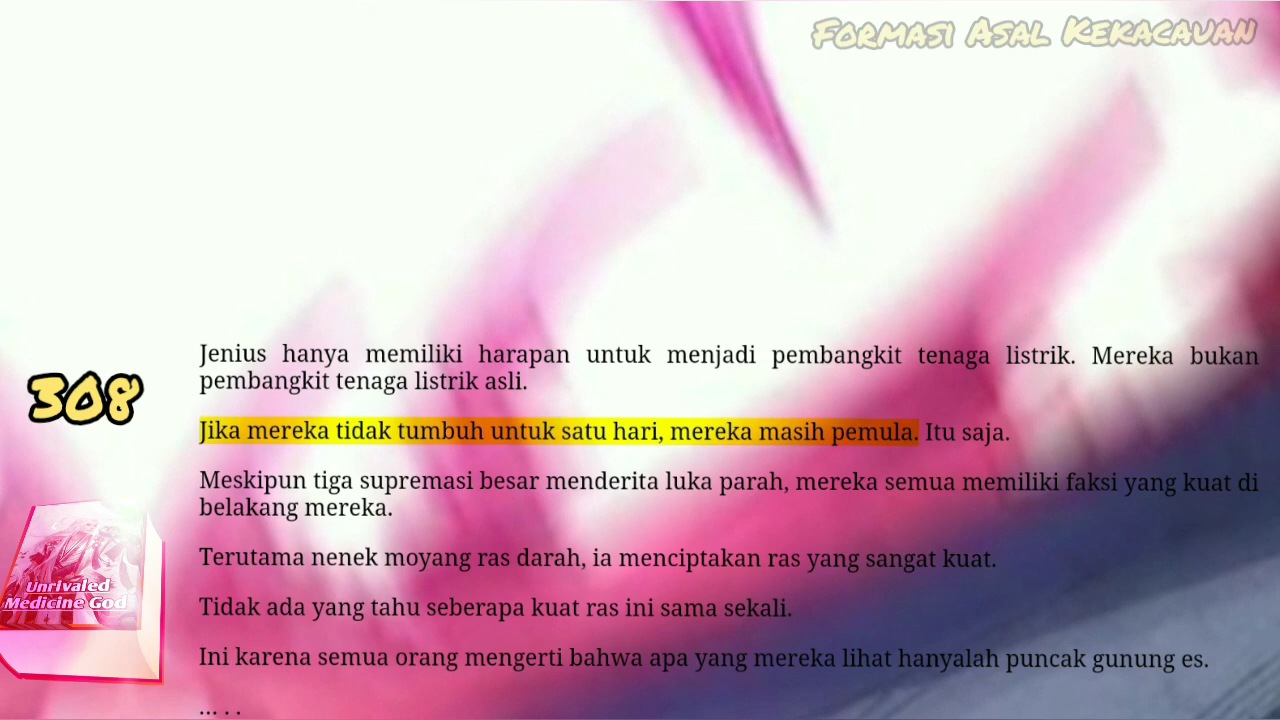 Formasi Asal Kekacauan
Jenius hanya memiliki harapan untuk menjadi pembangkit tenaga listrik. Mereka bukan
pembangkit tenaga listrik asli.
308
Jika mereka tidak tumbuh untuk satu hari, mereka masih pemula. Itu saja.
Meskipun tiga supremasi besar menderita luka parah, mereka semua memiliki faksi yang kuat di
belakang mereka.
Terutama nenek moyang ras darah, ia menciptakan ras yang sangat kuat.
Unrivaled
Medicine God
Tidak ada yang tahu seberapa kuat ras ini sama sekali.
Ini karena semua orang mengerti bahwa apa yang mereka lihat hanyalah puncak gunung es.
... . .